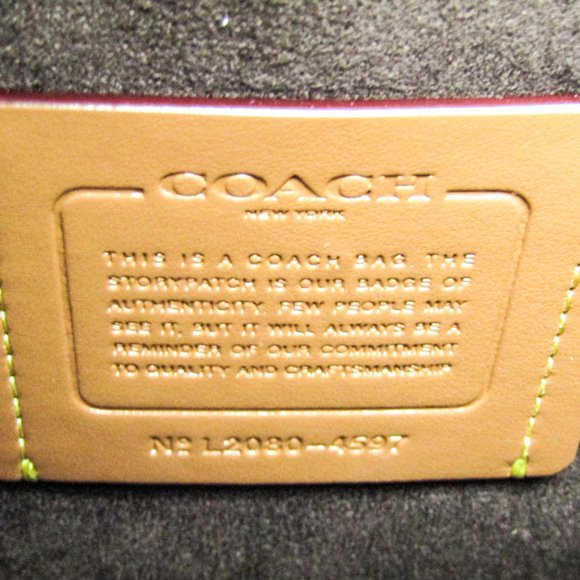 COACH
NEW YORK
THIS IS A COACH BAG. THE
STORYPATCH IS OUR BADGE OF
AUTHENTICITY. FEW PEOPLE MAY
SEE IT, BUT IT WILL ALWAYS BE A
REMINDER OF OUR COMMITMENT
TO QUALITY AND CRAFTSMANSHIP
Nº L2080-4597